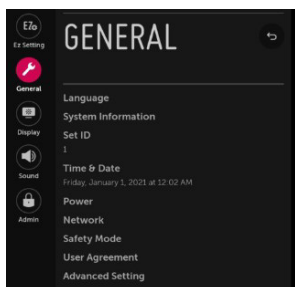 EZo
Ez Setting
GENERAL
General
Display
Sound
Admin
Language
System Information
Set ID
1
Time & Date
Friday, January 1, 2021 at 12:02 AM
Power
Network
Safety Mode
User Agreement
Advanced Setting